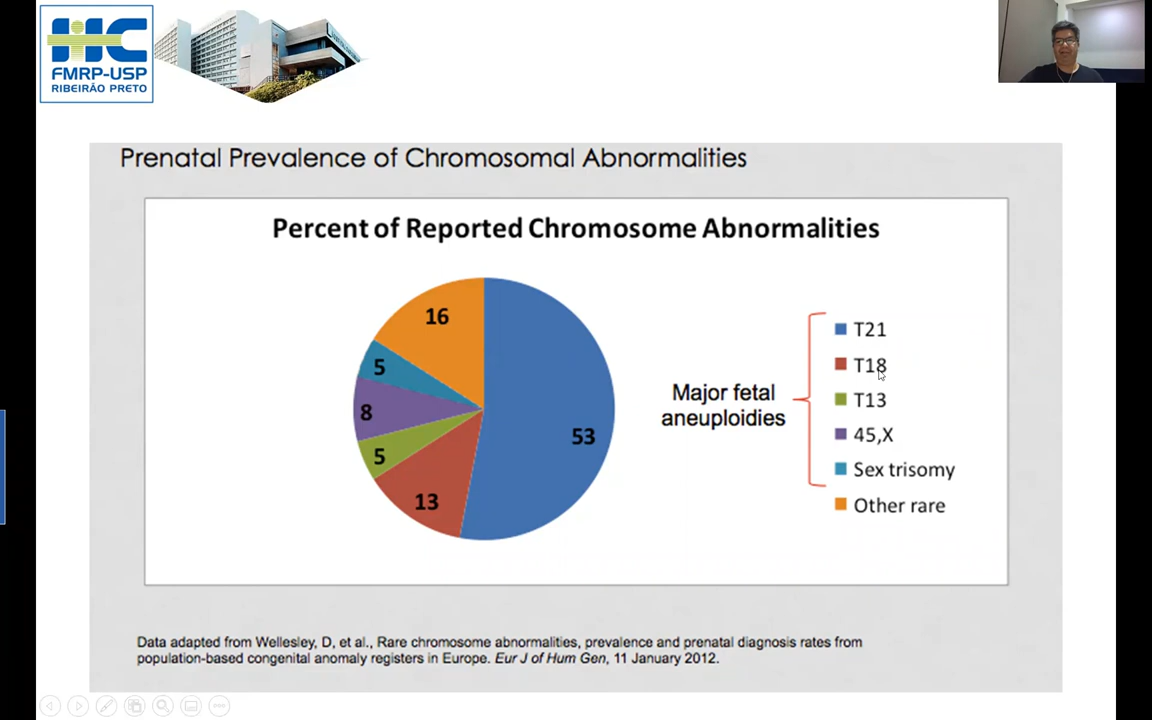 HC
FMRP-USP
RIBEIRÃO PRETO
Prenatal Prevalence of Chromosomal Abnormalities
Percent of Reported Chromosome Abnormalities
16
5
8
5
13
53
Major fetal
aneuploidies
T21
T18
T13
45,X
Sex trisomy
Other rare
Data adapted from Wellesley, D, et al., Rare chromosome abnormalities, prevalence and prenatal diagnosis rates from
population-based congenital anomaly registers in Europe. Eur J of Hum Gen, 11 January 2012.